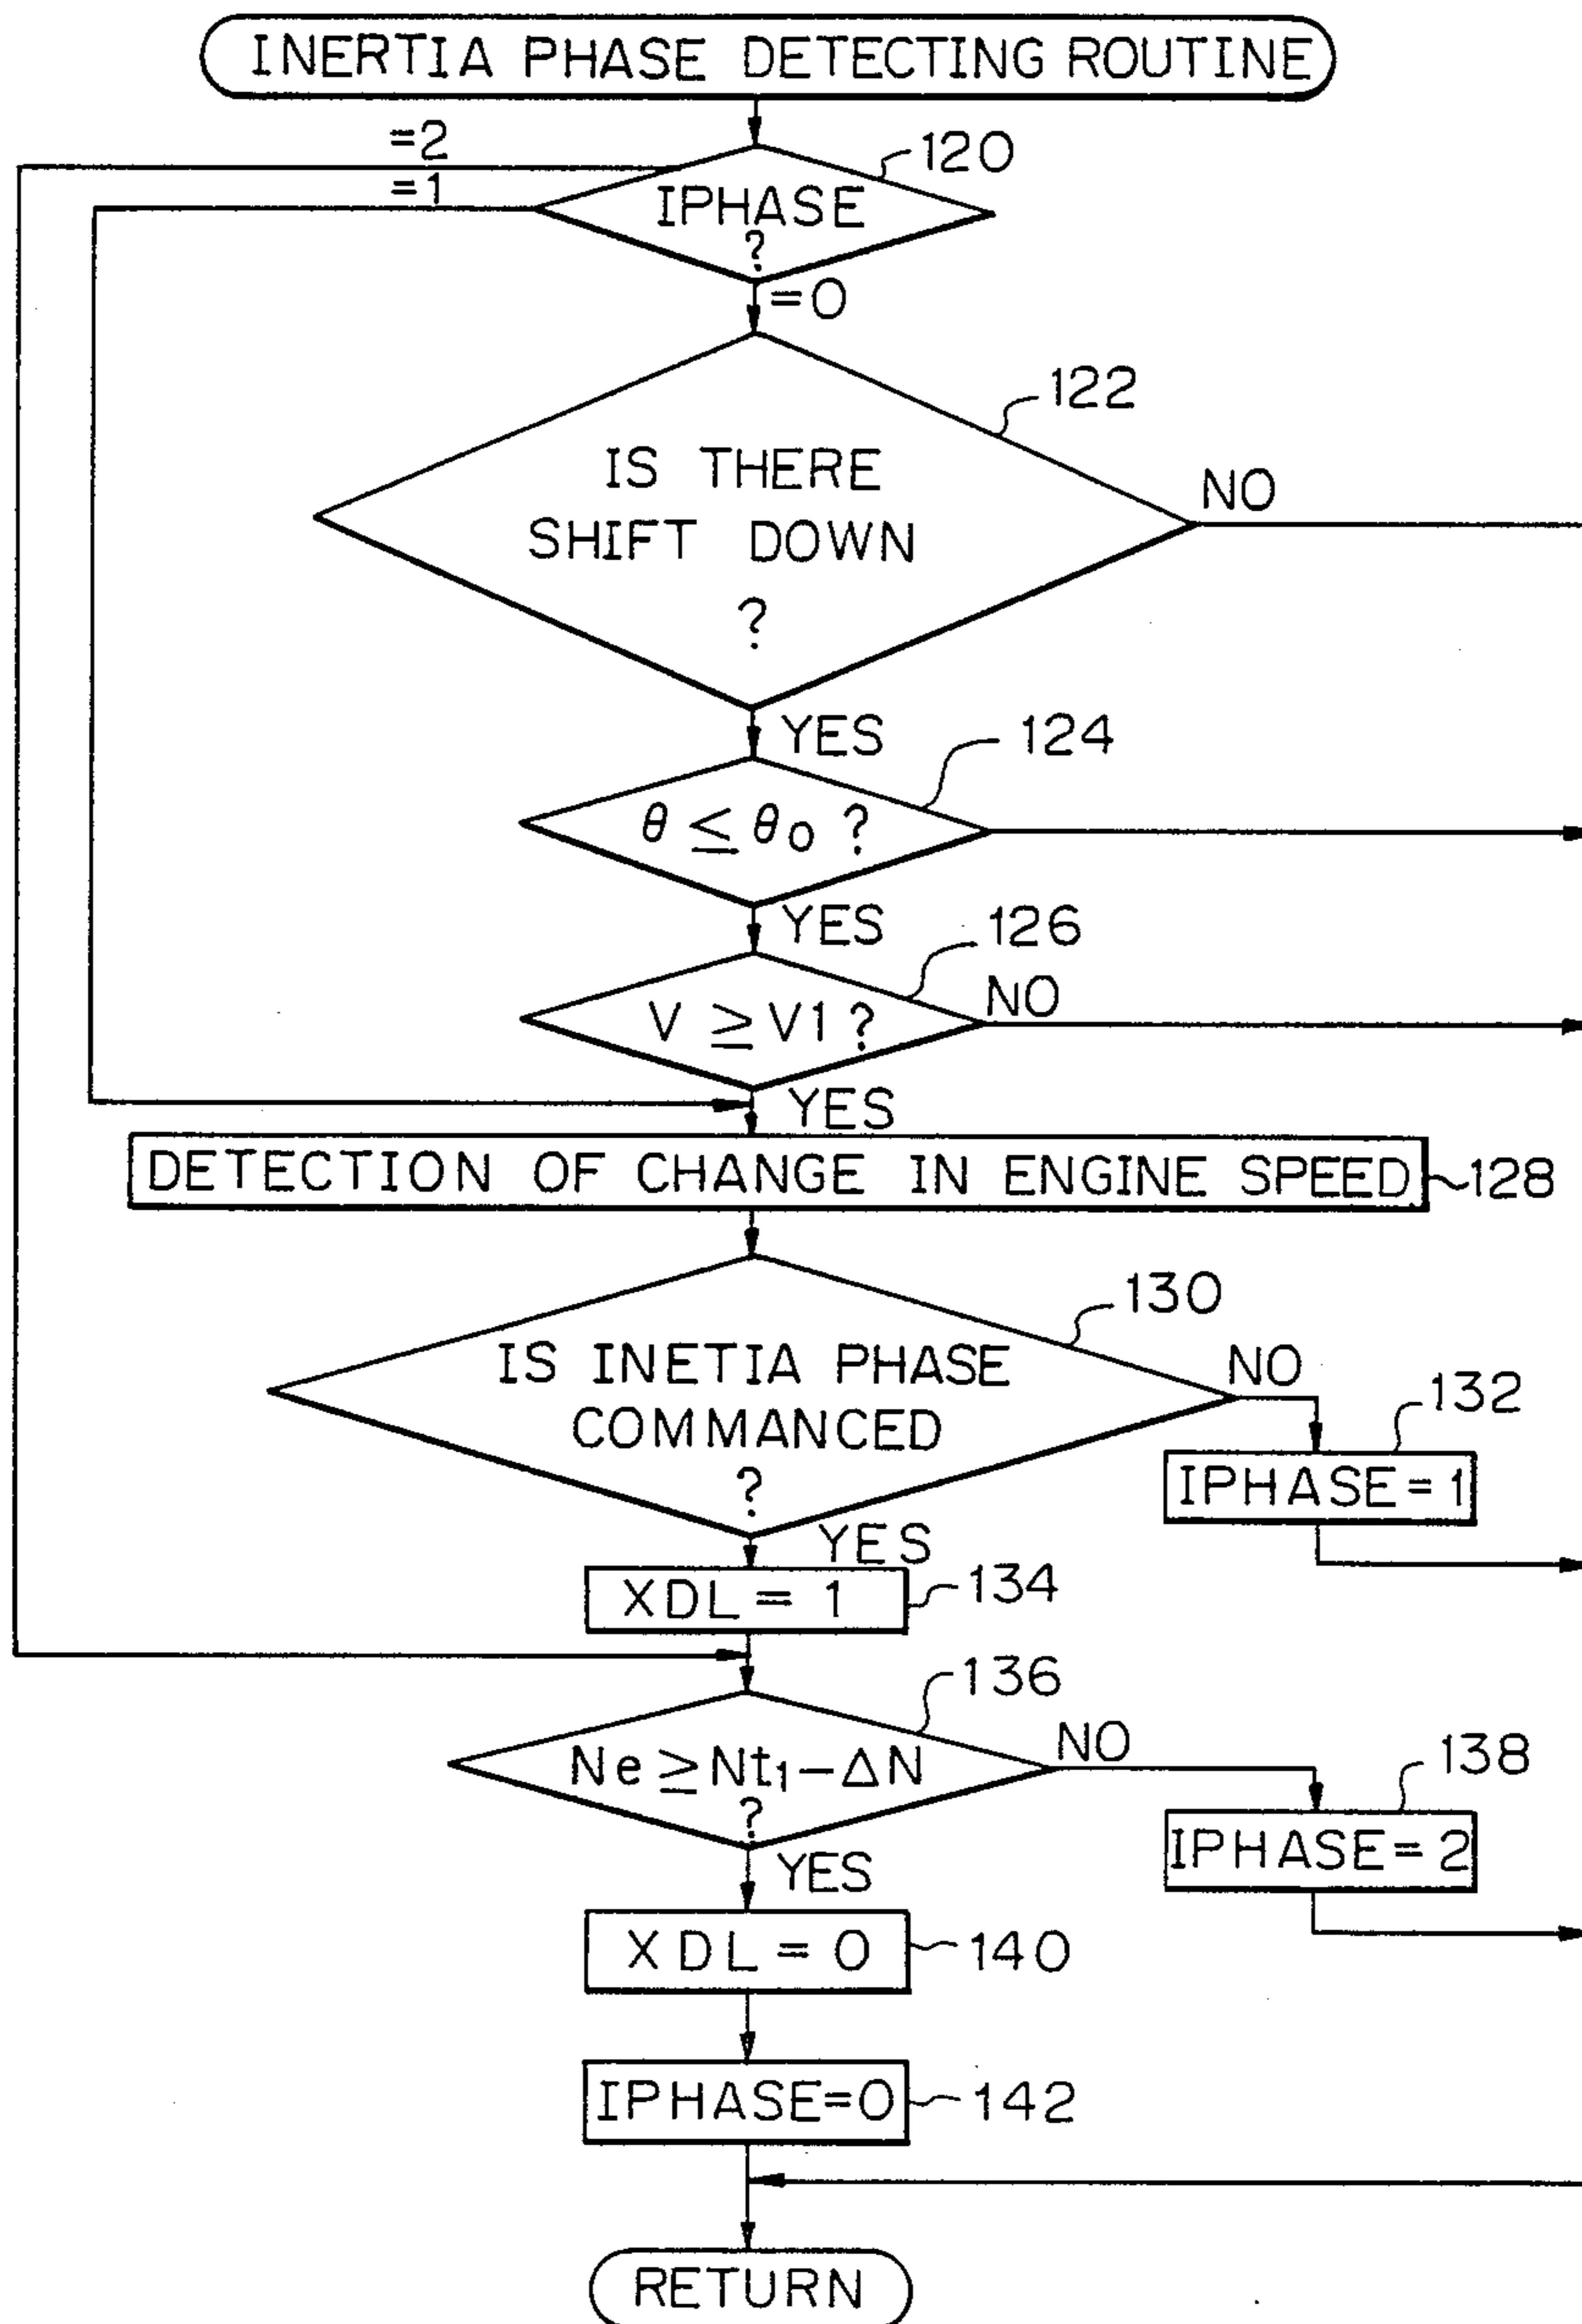 INERTIA PHASE DETECTING ROUTINE
=2
120
=1
IPHASE
?
=0
122
IS THERE
NO
SHIFT DOWN
?
YES
124
θ ≤ θ0 ?
YES
126
V ≥ V1 ?
NO
YES
DETECTION OF CHANGE IN ENGINE SPEED
128
130
IS INETIA PHASE
NO
132
COMMANCED
?
IPHASE = 1
YES
XDL = 1
134
136
Ne ≥ Nt1 - ΔN
NO
138
?
IPHASE = 2
YES
XDL = 0
140
IPHASE=0
142
RETURN